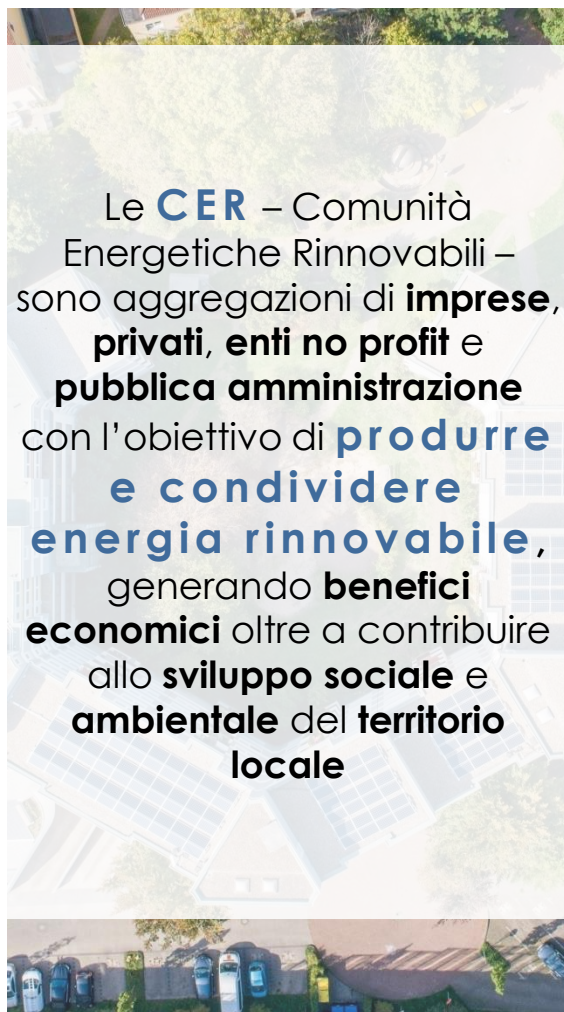 Le CER – Comunità
Energetiche Rinnovabili –
sono aggregazioni di imprese,
privati, enti no profit e
pubblica amministrazione
con l’obiettivo di produrre
e condividere
energia rinnovabile,
generando benefici
economici oltre a contribuire
allo sviluppo sociale e
ambientale del territorio
locale